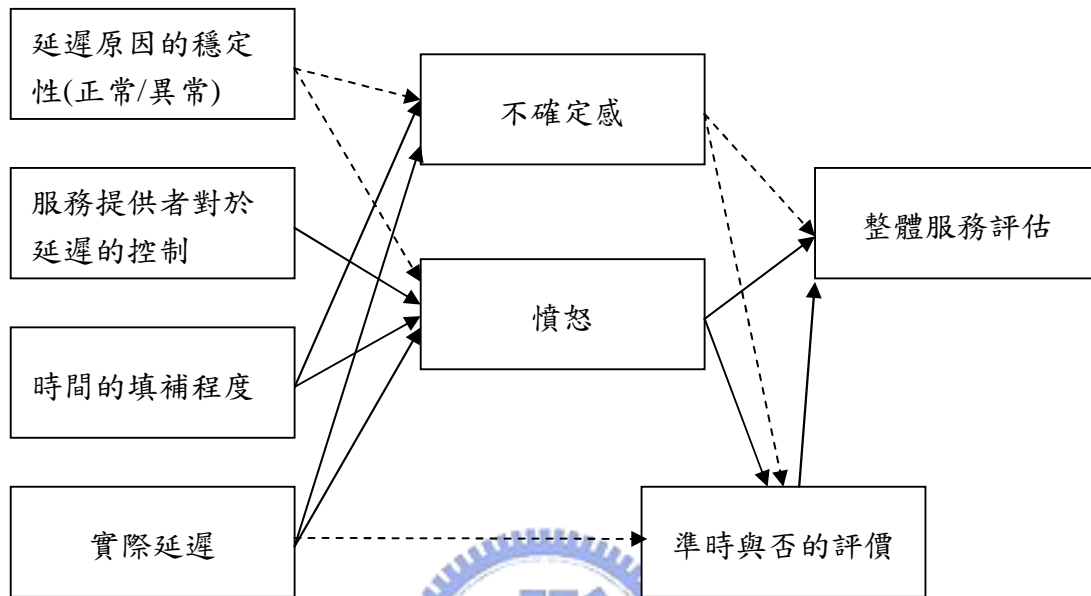 延遲原因的穩定
性(正常/異常)
不確定感
服務提供者對於
延遲的控制
整體服務評估
憤怒
時間的填補程度
實際延遲
準時與否的評價